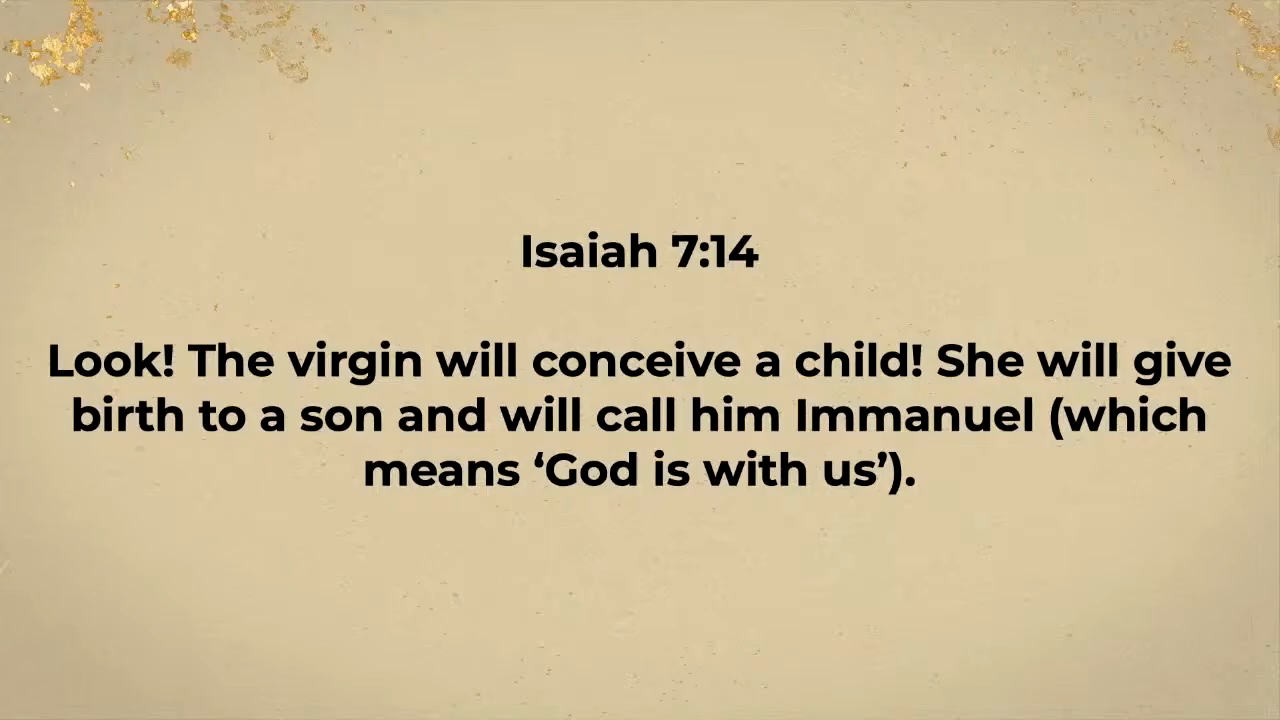 Isaiah 7:14
Look! The virgin will conceive a child! She will give
birth to a son and will call him Immanuel (which
means ‘God is with us’).